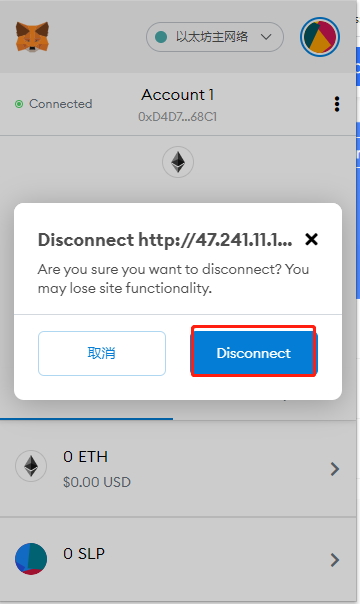 以太坊主网络
Connected
Account 1
0xD4D7...68C1
Disconnect http://47.241.11.1...
Are you sure you want to disconnect? You
may lose site functionality.
取消
Disconnect
0 ETH
$0.00 USD
0 SLP